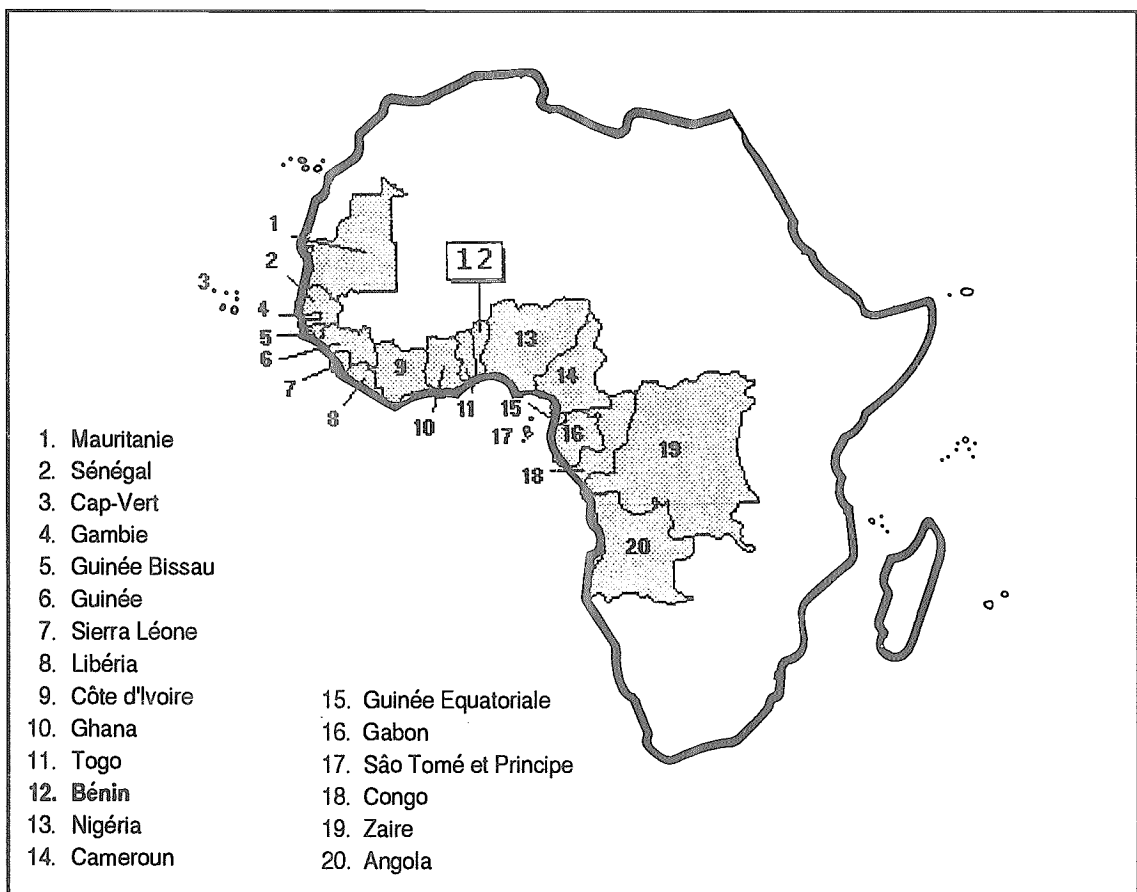 1
2
3
4
5
6
7
8
9
10
11
12
13
14
15
16
17
18
19
20
1. Mauritanie
2. Sénégal
3. Cap-Vert
4. Gambie
5. Guinée Bissau
6. Guinée
7. Sierra Léone
8. Libéria
9. Côte d'Ivoire
10. Ghana
11. Togo
12. Bénin
13. Nigéria
14. Cameroun
15. Guinée Equatoriale
16. Gabon
17. Sâo Tomé et Principe
18. Congo
19. Zaire
20. Angola